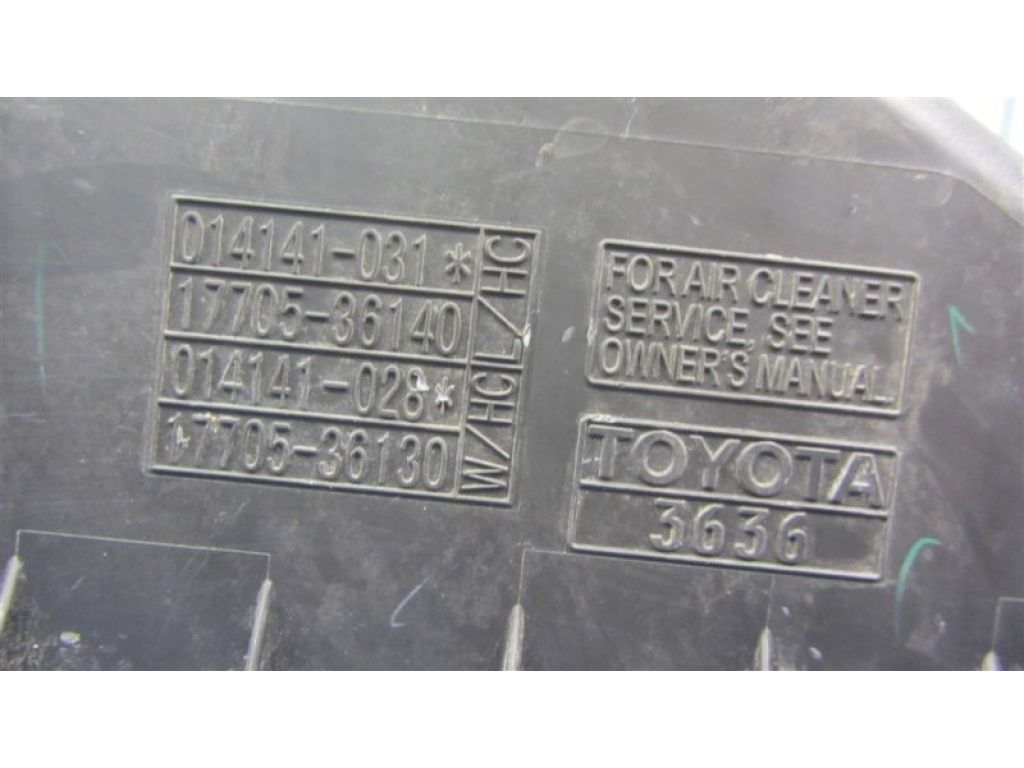 014141-031*
17705-36140
L/HC
014141-028*
17705-36130
W/HC
FOR AIR CLEANER
SERVICE, SEE
OWNER'S MANUAL
TOYOTA
3636